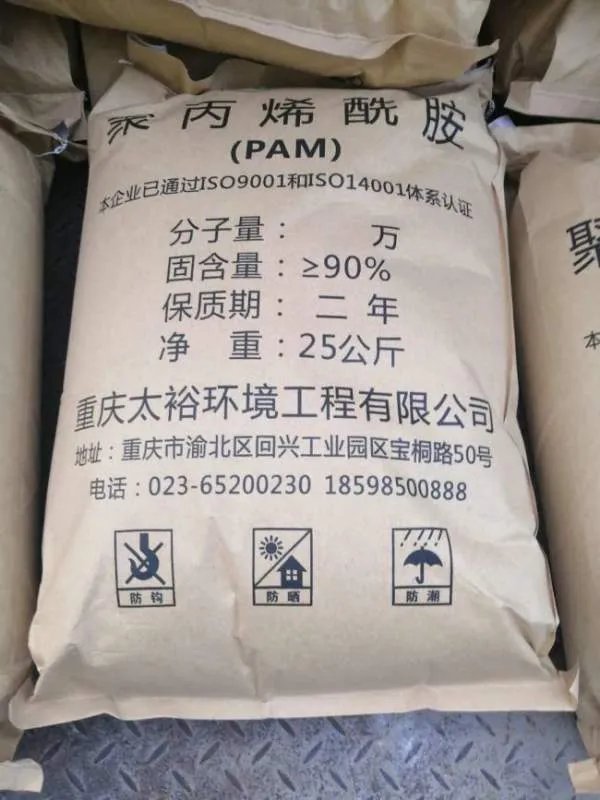 聚丙烯酰胺
(PAM)
本企业已通过ISO9001和ISO14001体系认证
分子量： 万
固含量：≥90%
保质期：二年
净 重：25公斤
重庆太裕环境工程有限公司
地址：重庆市渝北区回兴工业园区宝桐路50号
电话：023-65200230 18598500888
防钩
防晒
防潮
聚
本